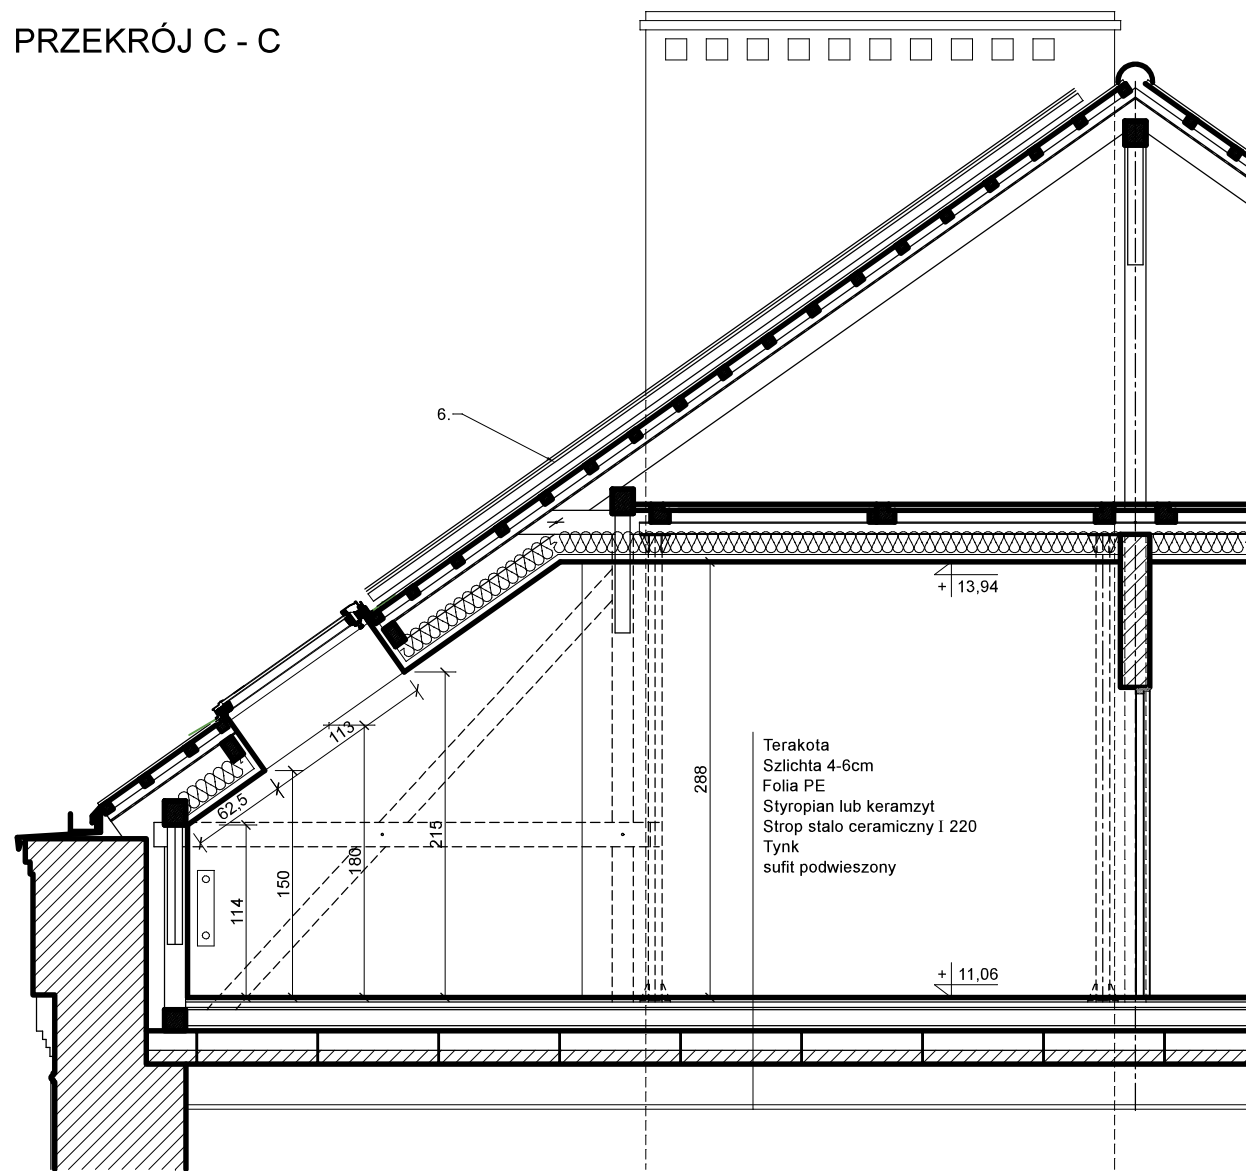 PRZEKRÓJ C - C
6.
+ 13,94
113
62,5
288
215
180
150
114
Terakota
Szlichta 4-6cm
Folia PE
Styropian lub keramzyt
Strop stalo ceramiczny I 220
Tynk
sufit podwieszony
+ 11,06